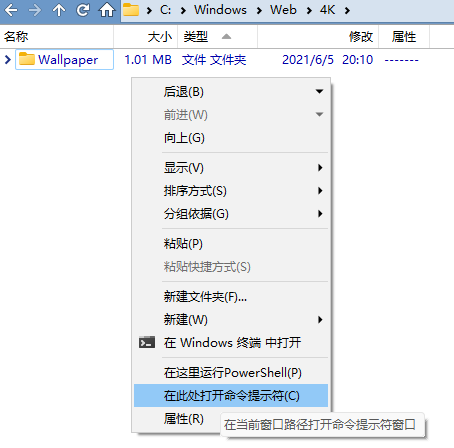 C: Windows Web 4K
名称 大小 类型 修改 属性
Wallpaper 1.01 MB 文件 文件夹 2021/6/5 20:10 -------
后退(B)
前进(W)
向上(G)
显示(V)
排序方式(S)
分组依据(G)
粘贴(P)
粘贴快捷方式(S)
新建文件夹(F)...
新建(W)
在 Windows 终端 中打开
在这里运行PowerShell(P)
在此处打开命令提示符(C)
属性(R)
在当前窗口路径打开命令提示符窗口